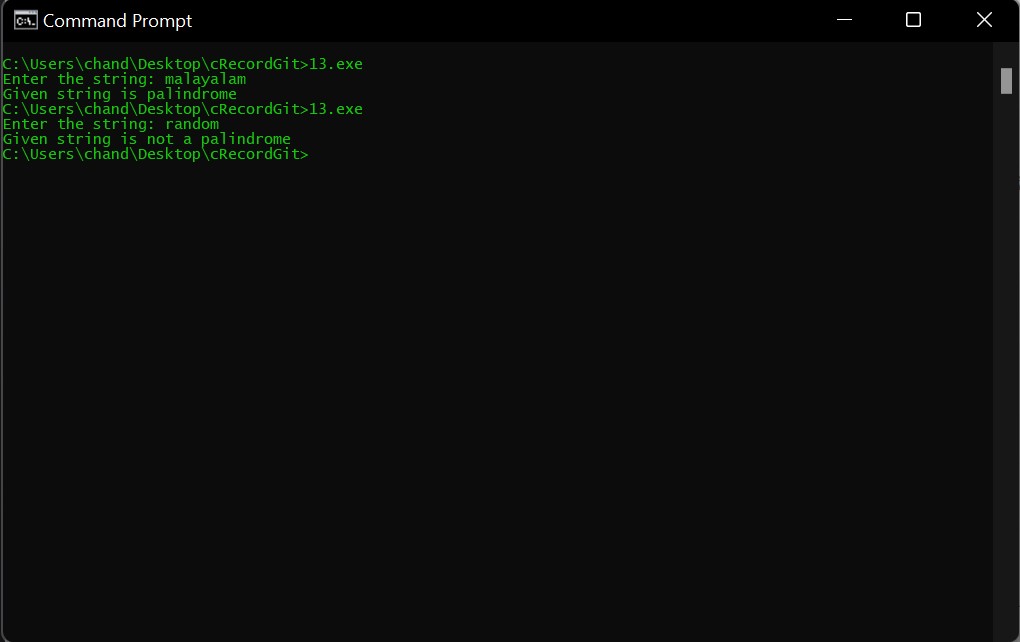 Command Prompt
C:\Users\chand\Desktop\cRecordGit>13.exe
Enter the string: malayalam
Given string is palindrome
C:\Users\chand\Desktop\cRecordGit>13.exe
Enter the string: random
Given string is not a palindrome
C:\Users\chand\Desktop\cRecordGit>